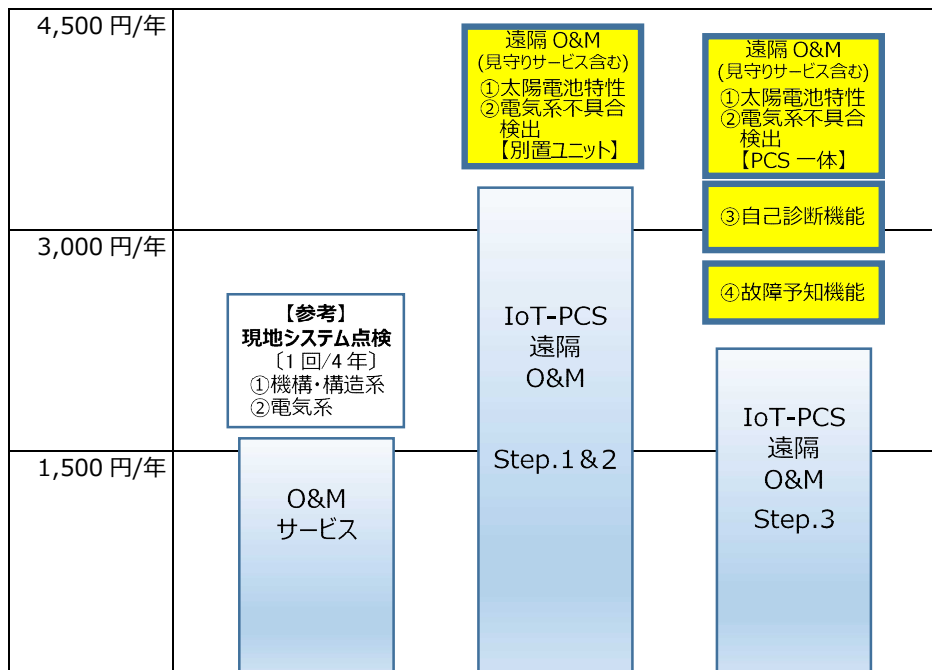 4,500 円/年
3,000 円/年
1,500 円/年
【参考】
現地システム点検
〔1 回/4 年〕
①機構・構造系
②電気系
O&M
サービス
遠隔 O&M
(見守りサービス含む)
①太陽電池特性
②電気系不具合
検出
【別置ユニット】
IoT-PCS
遠隔
O&M
Step.1&2
遠隔 O&M
(見守りサービス含む)
①太陽電池特性
②電気系不具合
検出
【PCS 一体】
③自己診断機能
④故障予知機能
IoT-PCS
遠隔
O&M
Step.3